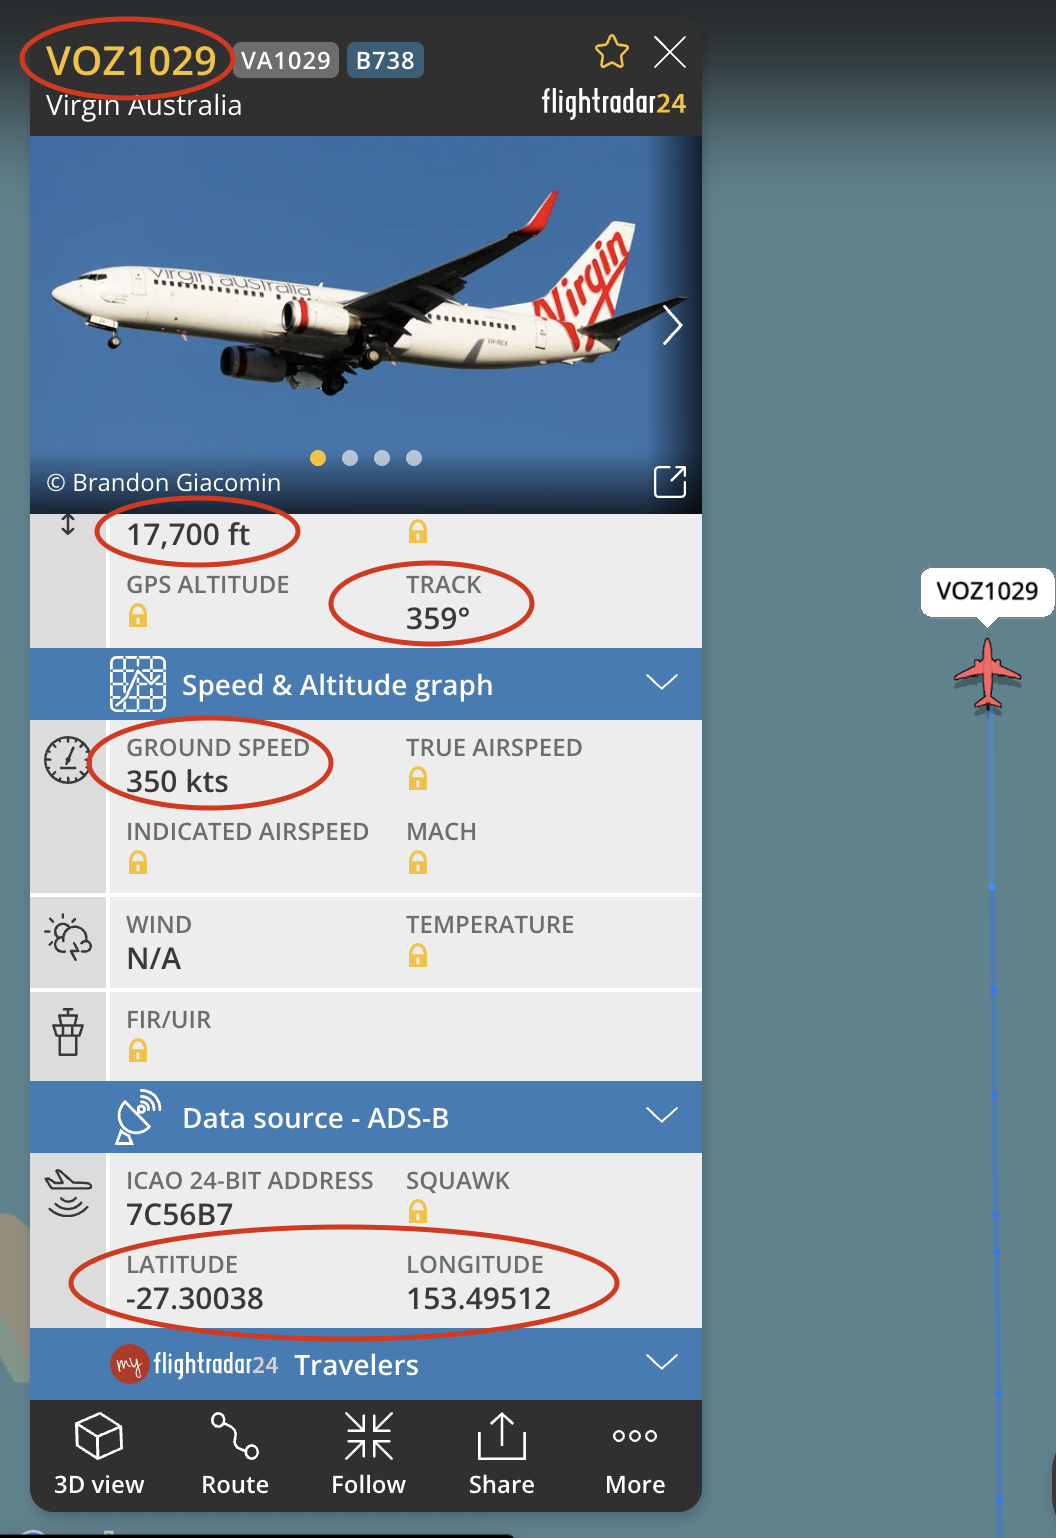 VOZ1029 VA1029 B738
Virgin Australia
flightradar24
virgin australia
Virgin
VH-
© Brandon Giacomin
17,700 ft
GPS ALTITUDE TRACK
359°
Speed & Altitude graph
GROUND SPEED TRUE AIRSPEED
350 kts
INDICATED AIRSPEED MACH
WIND TEMPERATURE
N/A
FIR/UIR
Data source - ADS-B
ICAO 24-BIT ADDRESS SQUAWK
7C56B7
LATITUDE LONGITUDE
-27.30038 153.49512
my flightradar24 Travelers
3D view Route Follow Share More
VOZ1029